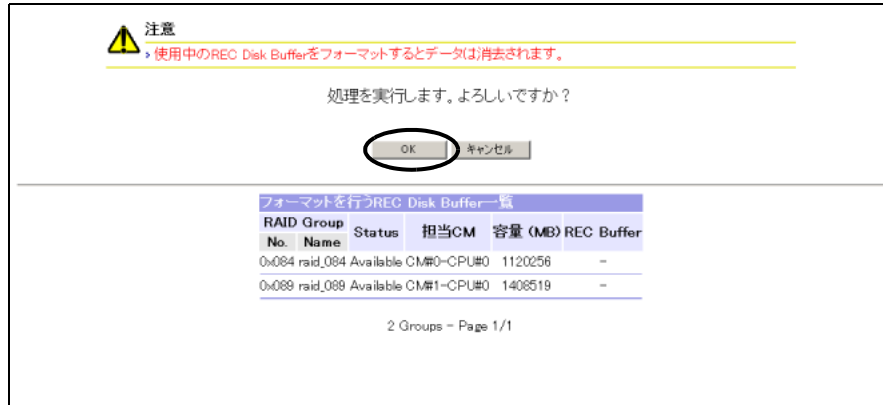 注意
使用中のREC Disk Bufferをフォーマットするとデータは消去されます。
処理を実行します。よろしいですか？
OK キャンセル
フォーマットを行うREC Disk Buffer一覧
RAID Group Status 担当CM 容量 (MB) REC Buffer
No. Name
0x084 raid_084 Available CM#0-CPU#0 1120256 -
0x089 raid_089 Available CM#1-CPU#0 1408519 -
2 Groups - Page 1/1